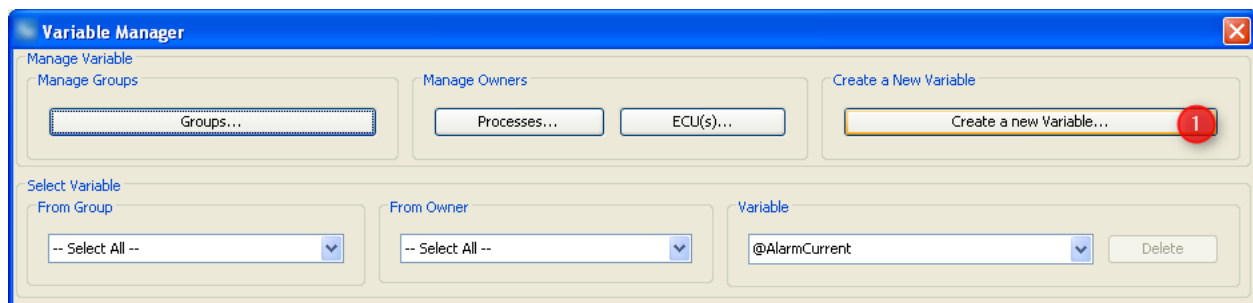 Variable Manager
Manage Variable
Manage Groups
Manage Owners
Create a New Variable
Groups...
Processes...
ECU(s)...
Create a new Variable...
1
Select Variable
From Group
From Owner
Variable
-- Select All --
-- Select All --
@AlarmCurrent
Delete